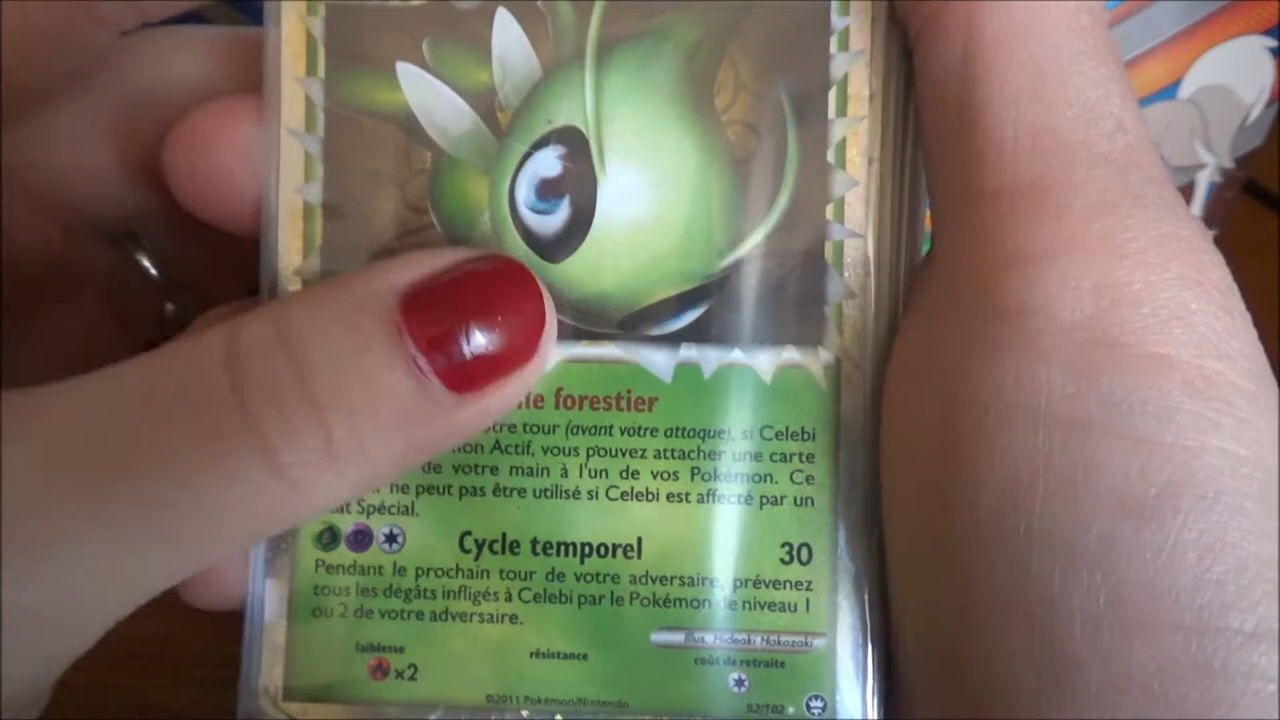 forestier
tour (avant votre attaque), si Celebi
Actif, vous pouvez attacher une carte
de votre main à l'un de vos Pokémon. Ce
ne peut pas être utilisé si Celebi est affecté par un
Spécial.
Cycle temporel 30
Pendant le prochain tour de votre adversaire, prévenez
tous les dégâts infligés à Celebi par le Pokémon de niveau 1
ou 2 de votre adversaire.
Illus. Hideaki Hakozaki
faiblesse résistance coût de retraite
x2
©2011 Pokémon/Nintendo
92/102